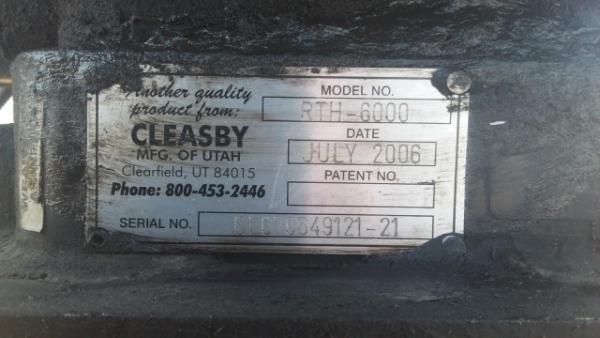 Another quality
product from:
CLEASBY
MFG. OF UTAH
Clearfield, UT 84015
Phone: 800-453-2446
MODEL NO.
RTH-6000
DATE
JULY 2006
PATENT NO.
SERIAL NO.